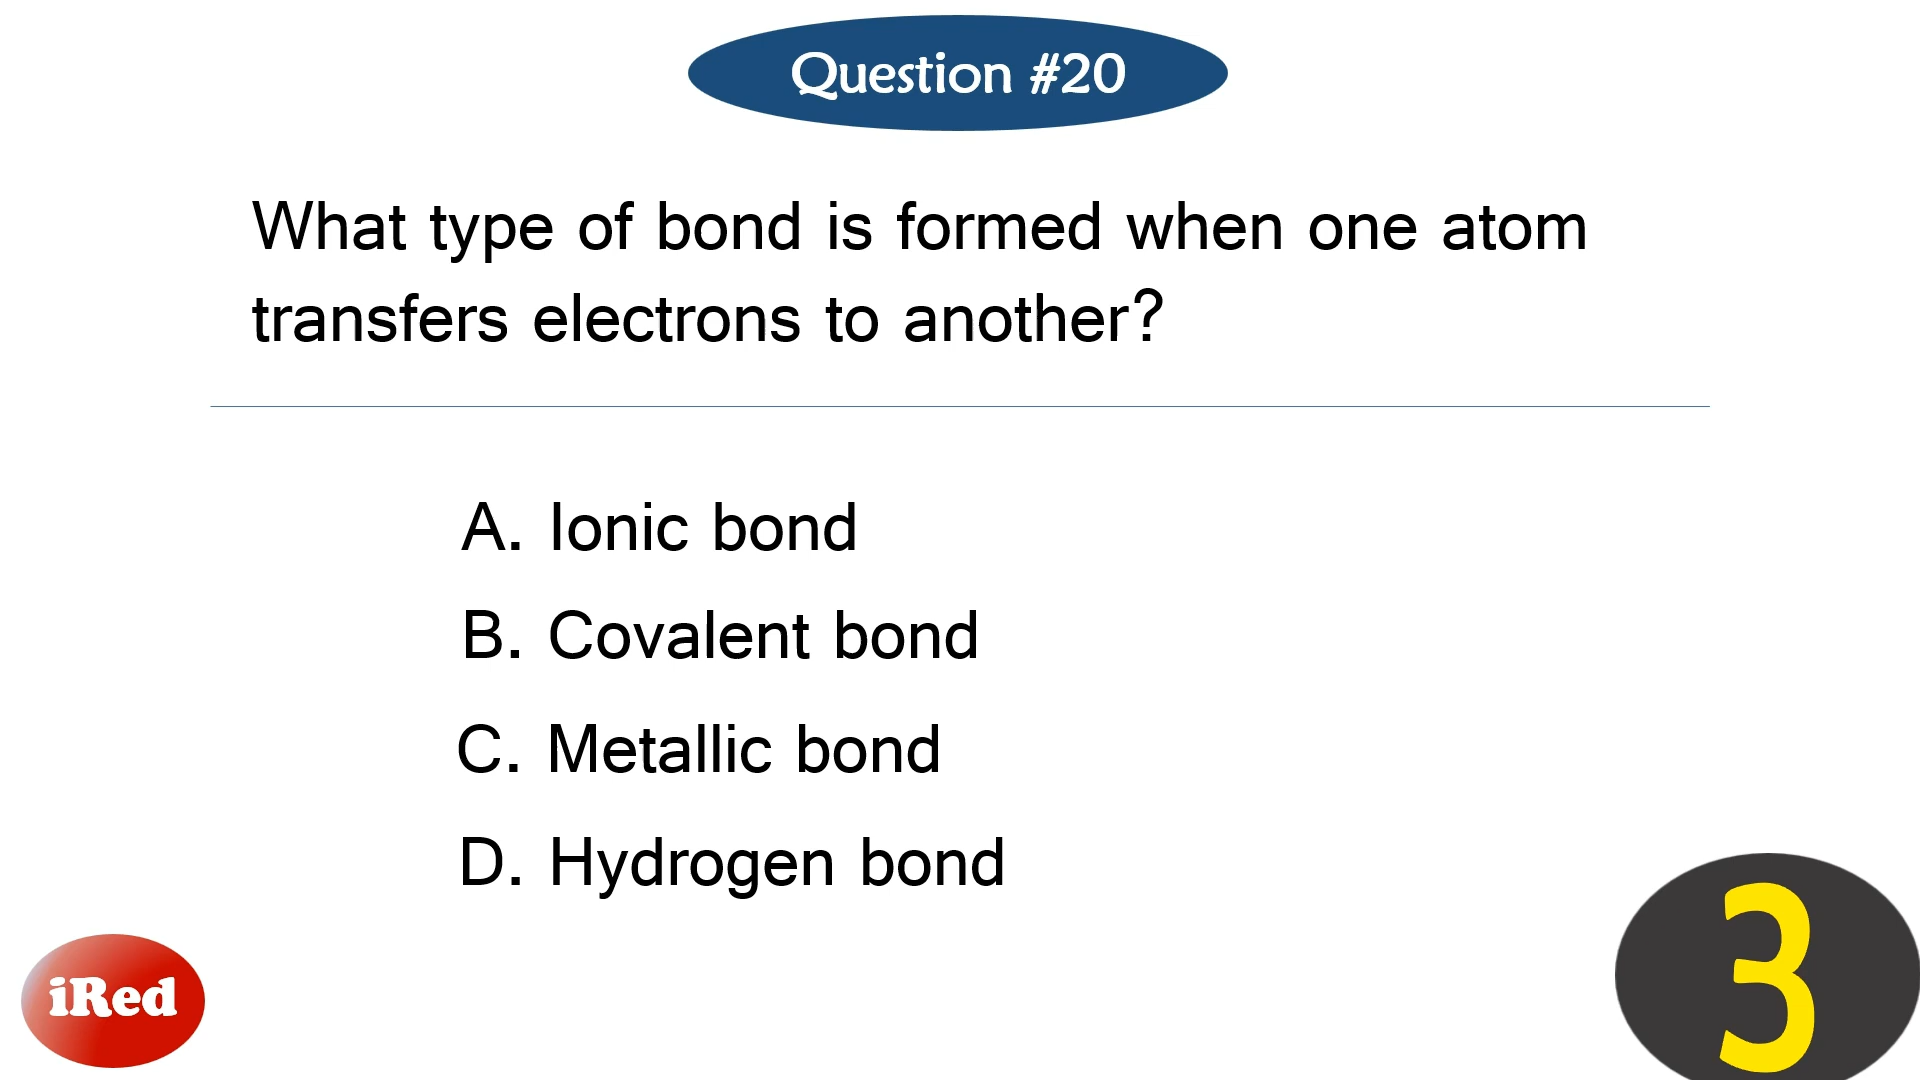 Question #20
What type of bond is formed when one atom
transfers electrons to another?
A. Ionic bond
B. Covalent bond
C. Metallic bond
D. Hydrogen bond
iRed
3